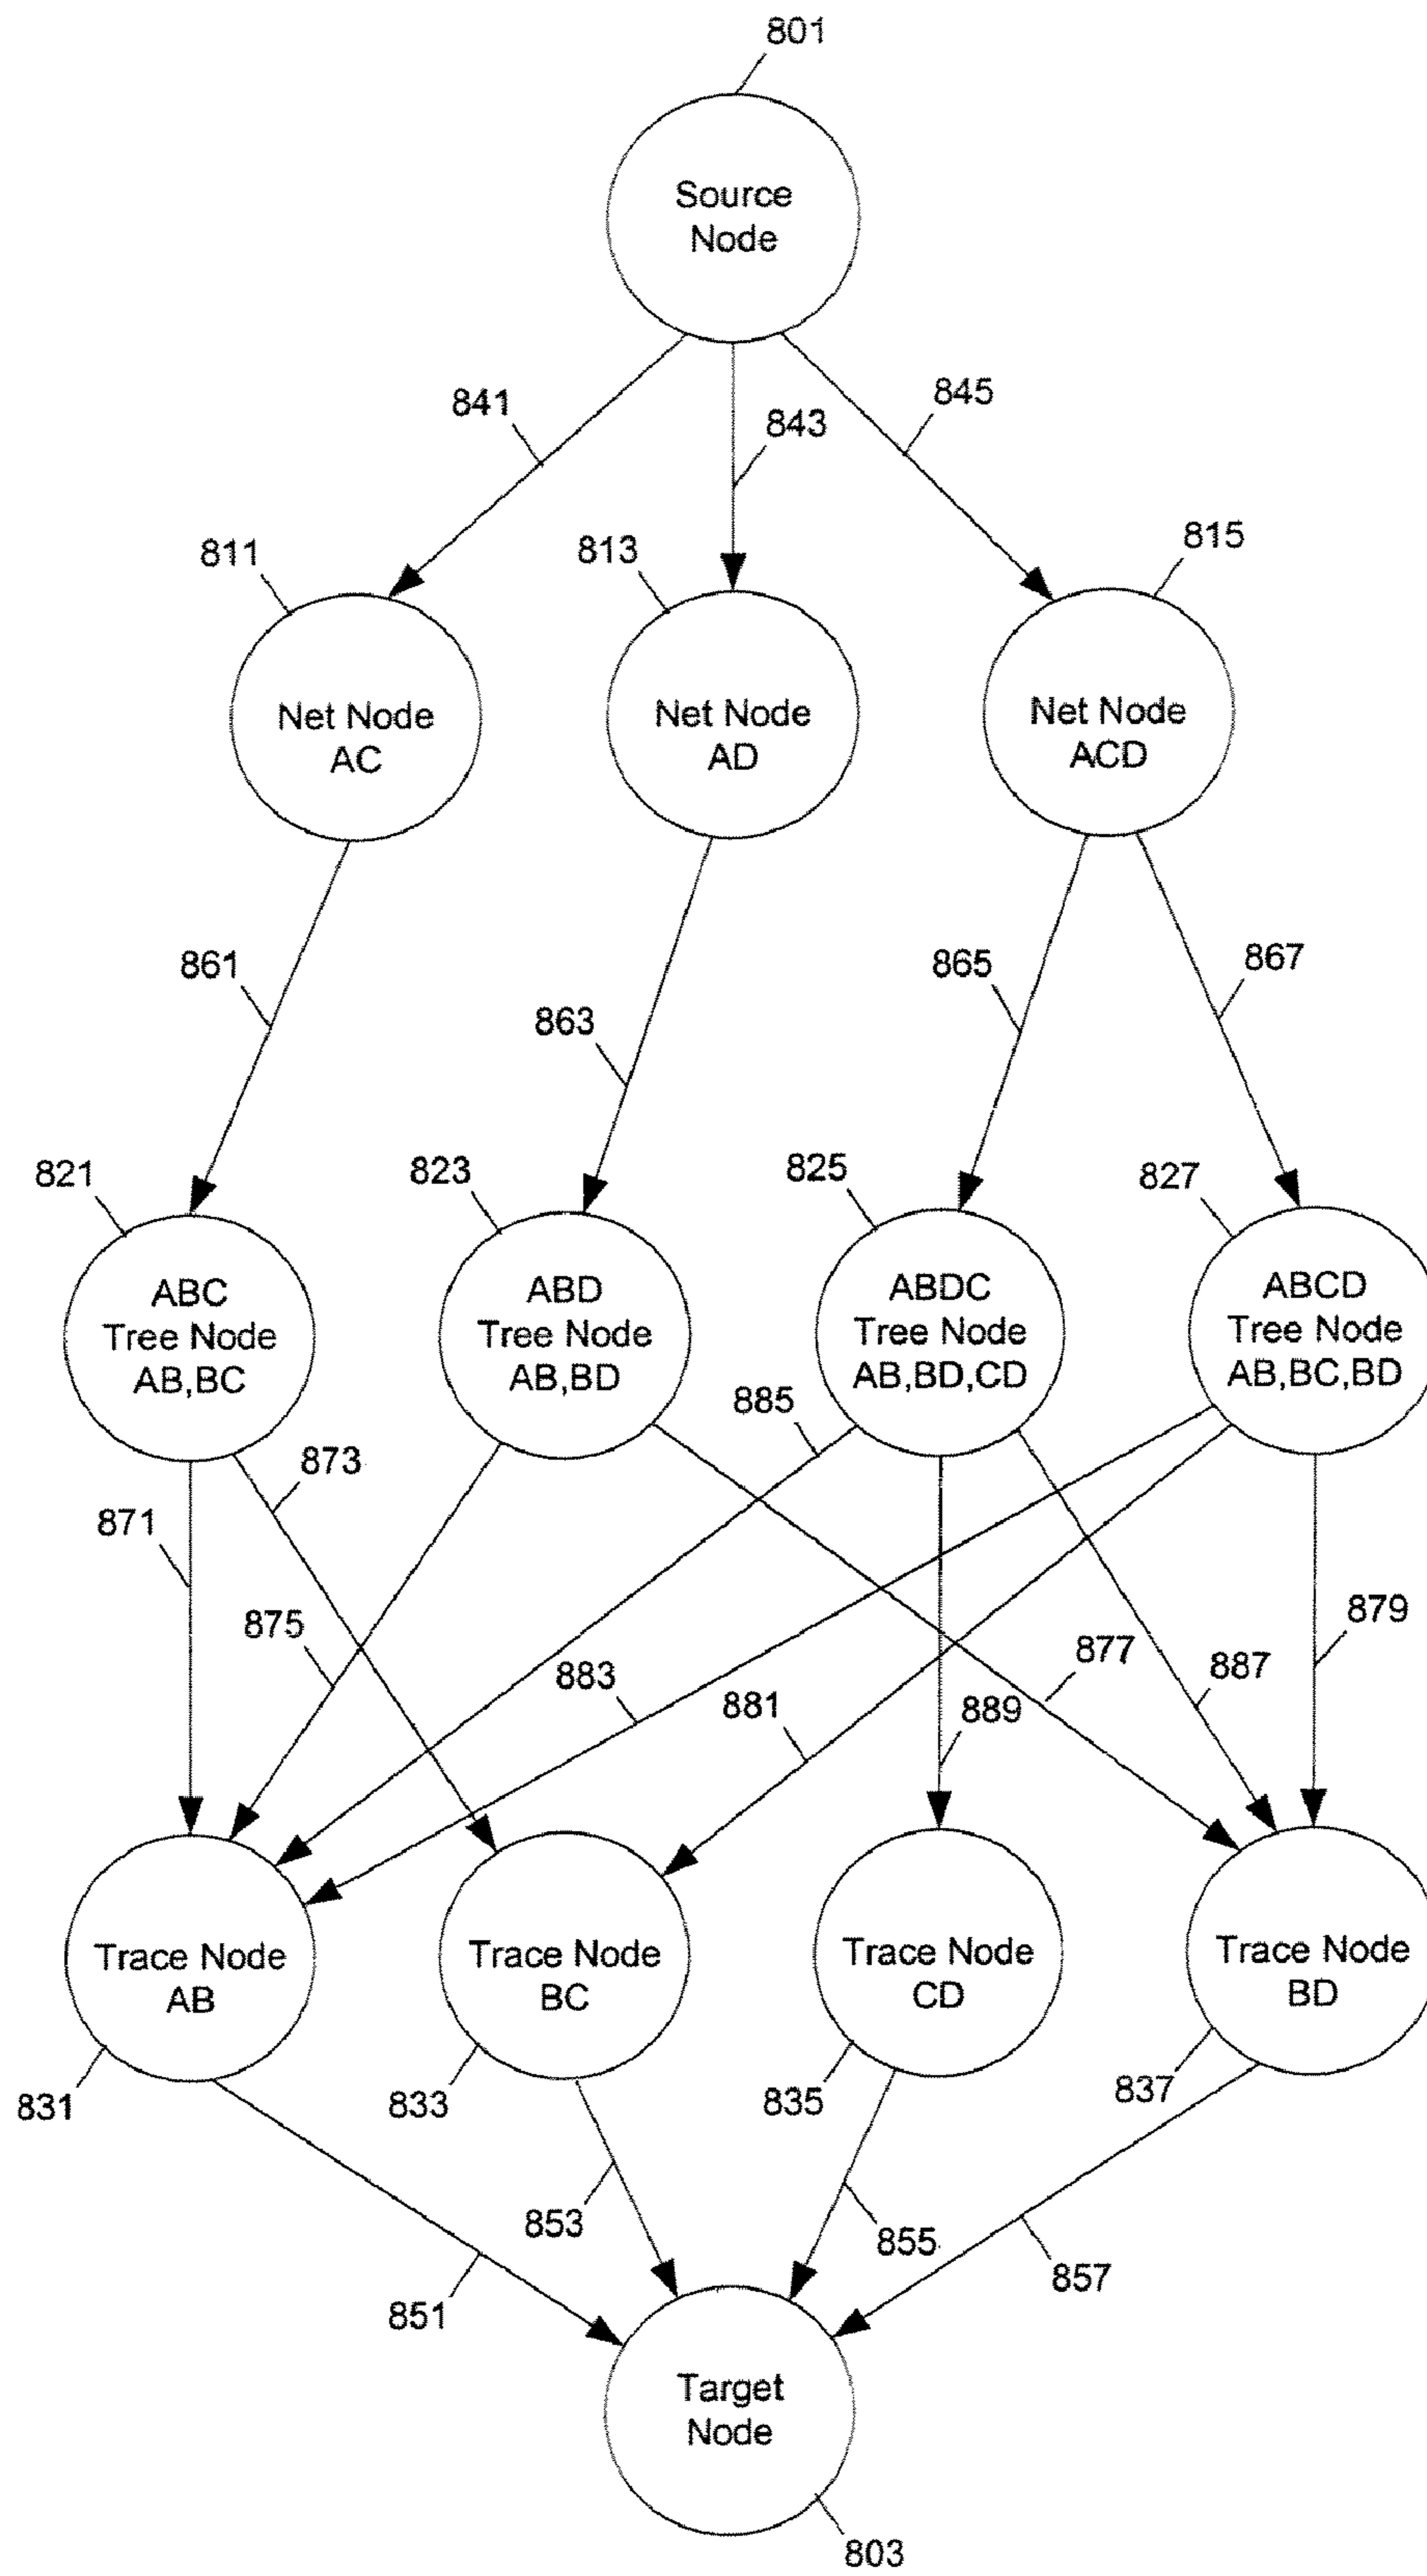 801
Source
Node
841
843
845
811
813
815
Net Node
AC
Net Node
AD
Net Node
ACD
861
863
865
867
821
823
825
827
ABC
Tree Node
AB,BC
ABD
Tree Node
AB,BD
ABDC
Tree Node
AB,BD,CD
ABCD
Tree Node
AB,BC,BD
885
873
871
875
883
881
889
877
887
879
Trace Node
AB
Trace Node
BC
Trace Node
CD
Trace Node
BD
831
833
835
837
853
855
851
857
Target
Node
803